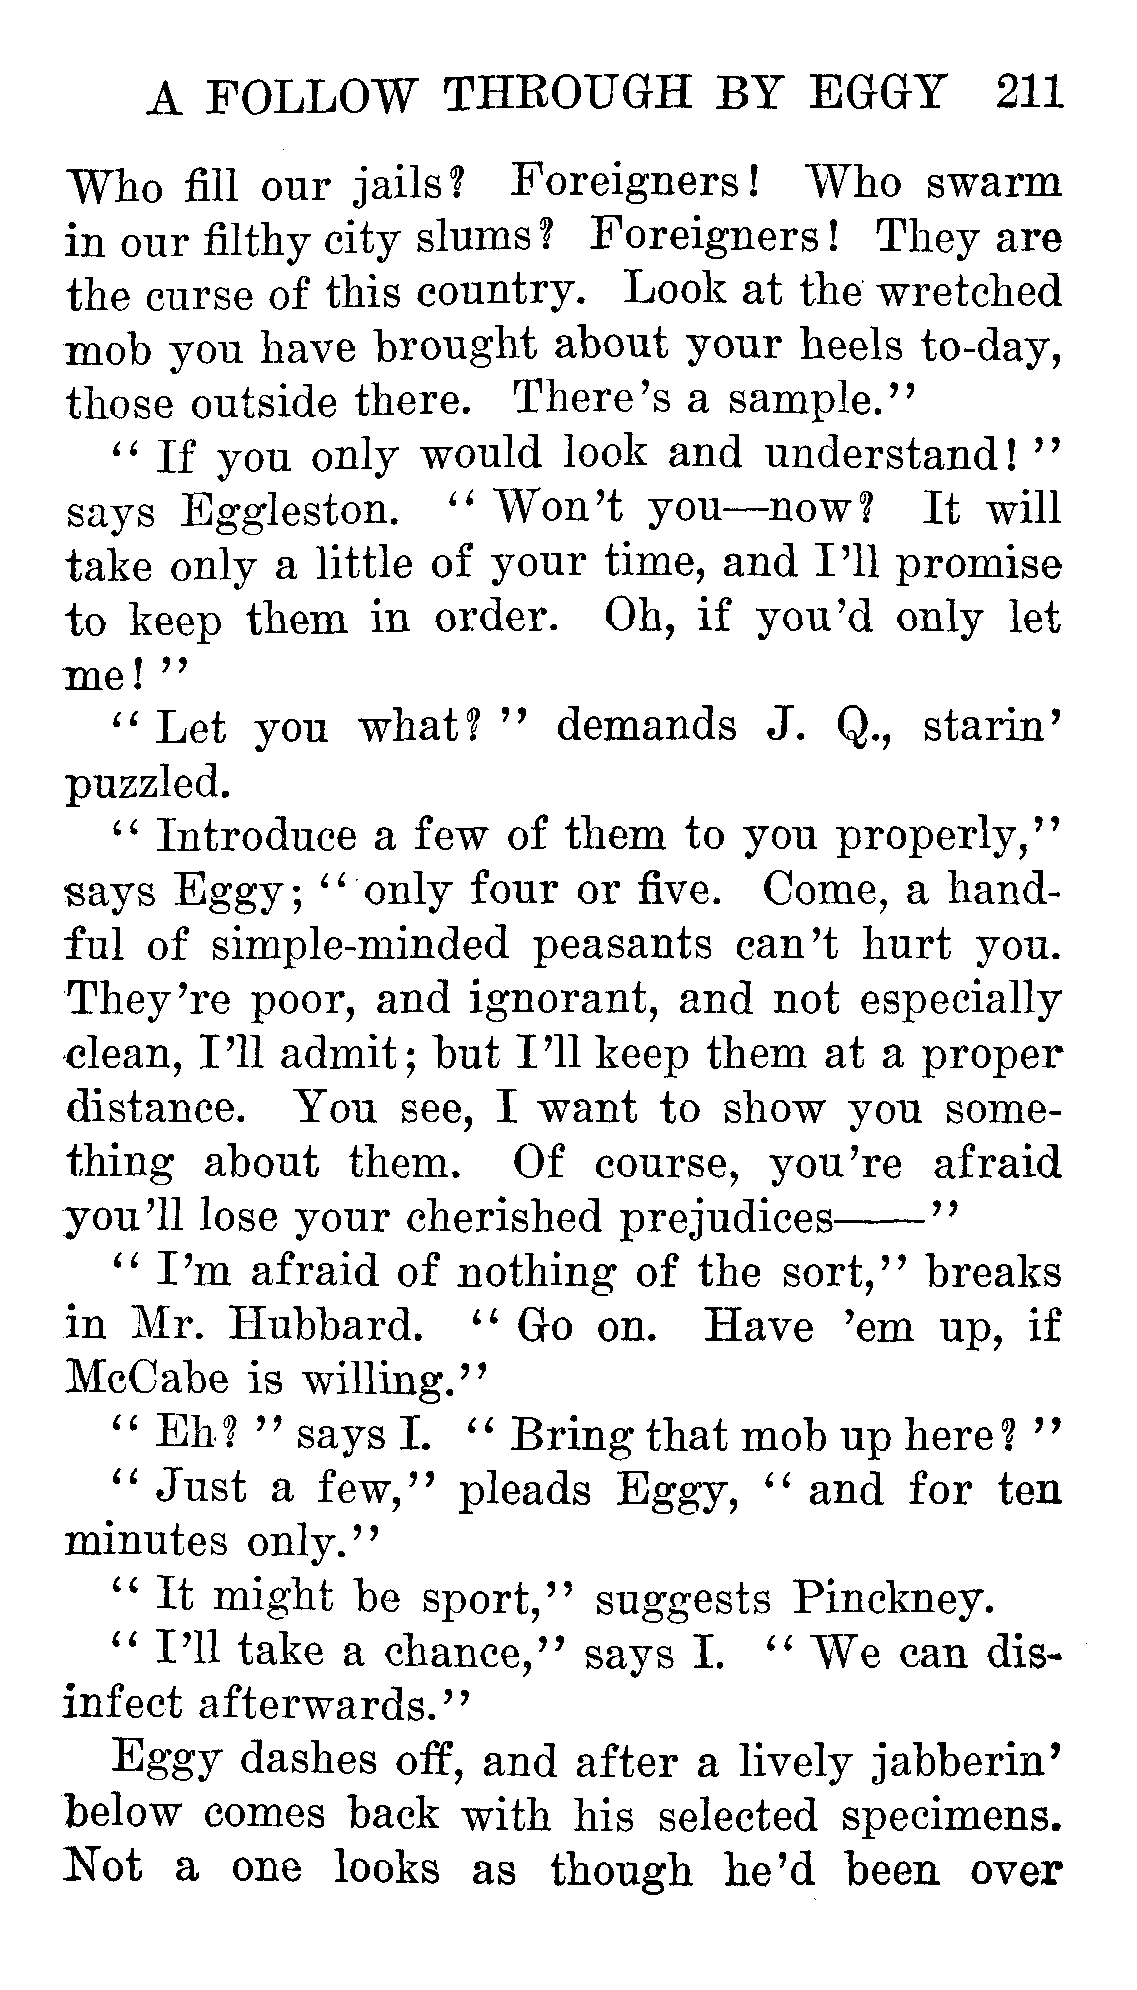 A FOLLOW THROUGH BY EGGY 211
Who fill our jails? Foreigners! Who swarm
in our filthy city slums? Foreigners! They are
the curse of this country. Look at the wretched
mob you have brought about your heels to-day,
those outside there. There's a sample."
" If you only would look and understand! "
says Eggleston. " Won't you—now? It will
take only a little of your time, and I'll promise
to keep them in order. Oh, if you'd only let
me! "
" Let you what? " demands J. Q., starin'
puzzled.
" Introduce a few of them to you properly,"
says Eggy; " only four or five. Come, a hand-
ful of simple-minded peasants can't hurt you.
They're poor, and ignorant, and not especially
clean, I'll admit; but I'll keep them at a proper
distance. You see, I want to show you some-
thing about them. Of course, you're afraid
you'll lose your cherished prejudices——"
" I'm afraid of nothing of the sort," breaks
in Mr. Hubbard. " Go on. Have 'em up, if
McCabe is willing."
" Eh? " says I. " Bring that mob up here? "
" Just a few," pleads Eggy, " and for ten
minutes only."
" It might be sport," suggests Pinckney.
" I'll take a chance," says I. " We can dis-
infect afterwards."
Eggy dashes off, and after a lively jabberin'
below comes back with his selected specimens.
Not a one looks as though he'd been over